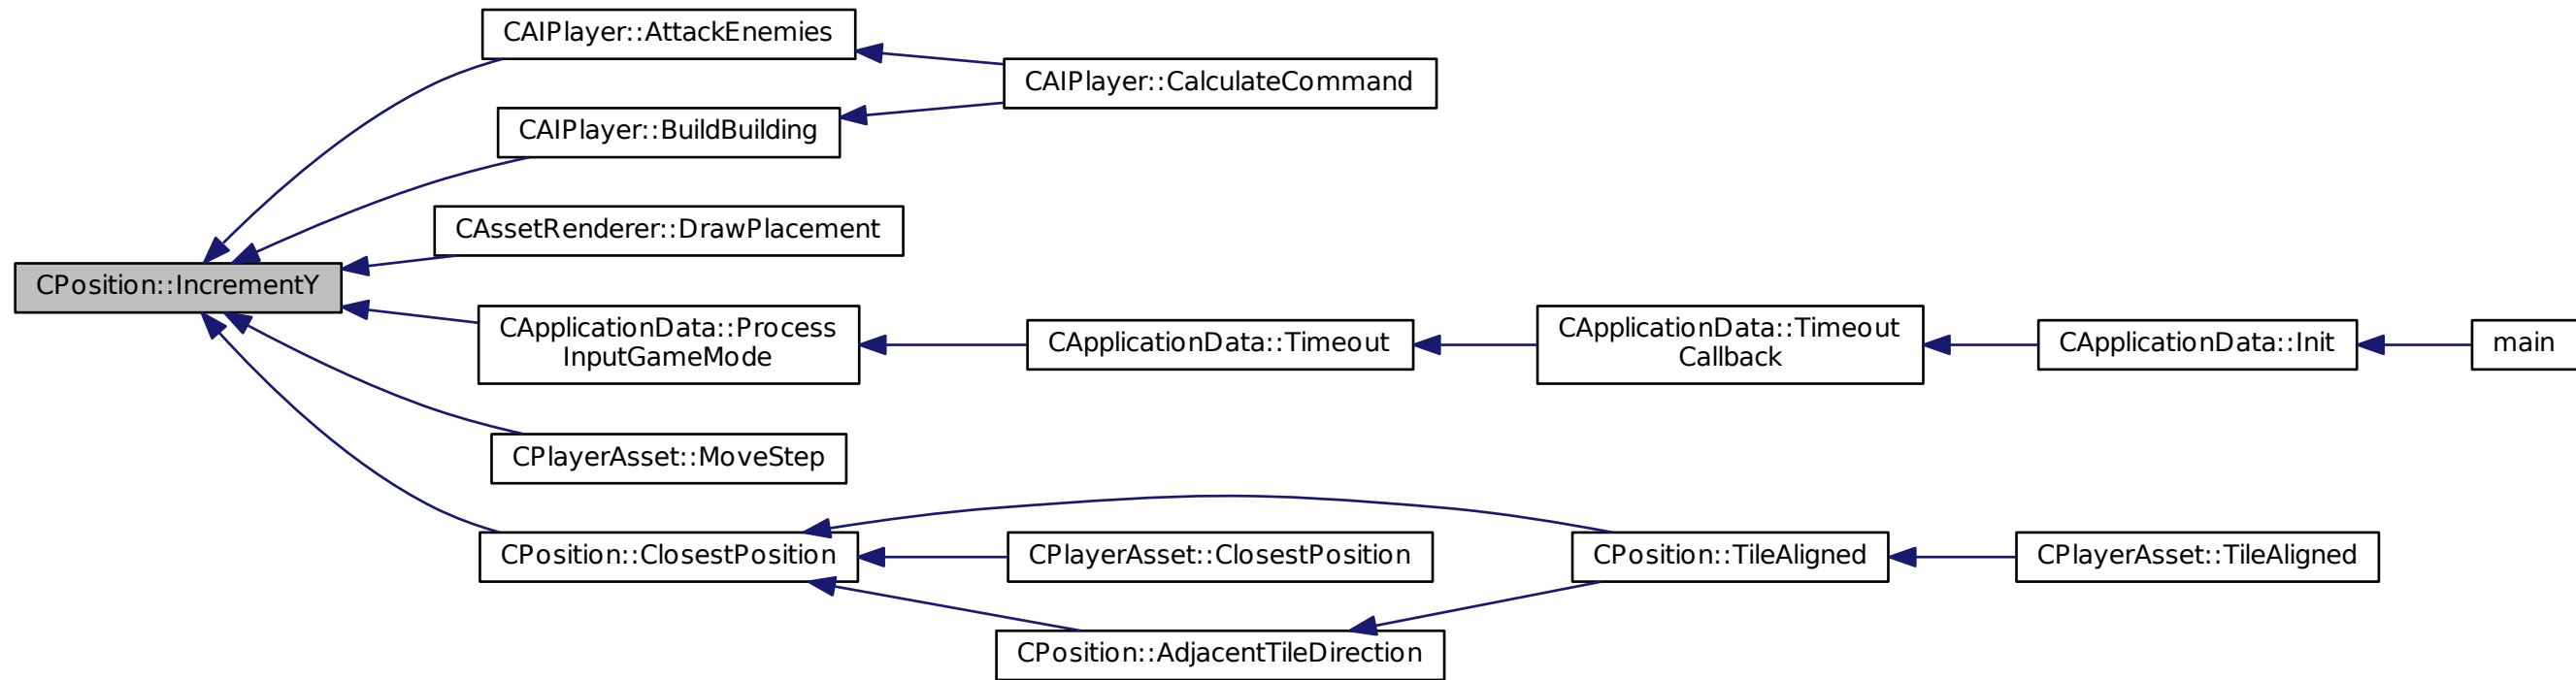 CAIPlayer::AttackEnemies
CAIPlayer::CalculateCommand
CAIPlayer::BuildBuilding
CAssetRenderer::DrawPlacement
CPosition::IncrementY
CApplicationData::Process
InputGameMode
CApplicationData::Timeout
CApplicationData::Timeout
Callback
CApplicationData::Init
main
CPlayerAsset::MoveStep
CPosition::ClosestPosition
CPlayerAsset::ClosestPosition
CPosition::TileAligned
CPlayerAsset::TileAligned
CPosition::AdjacentTileDirection